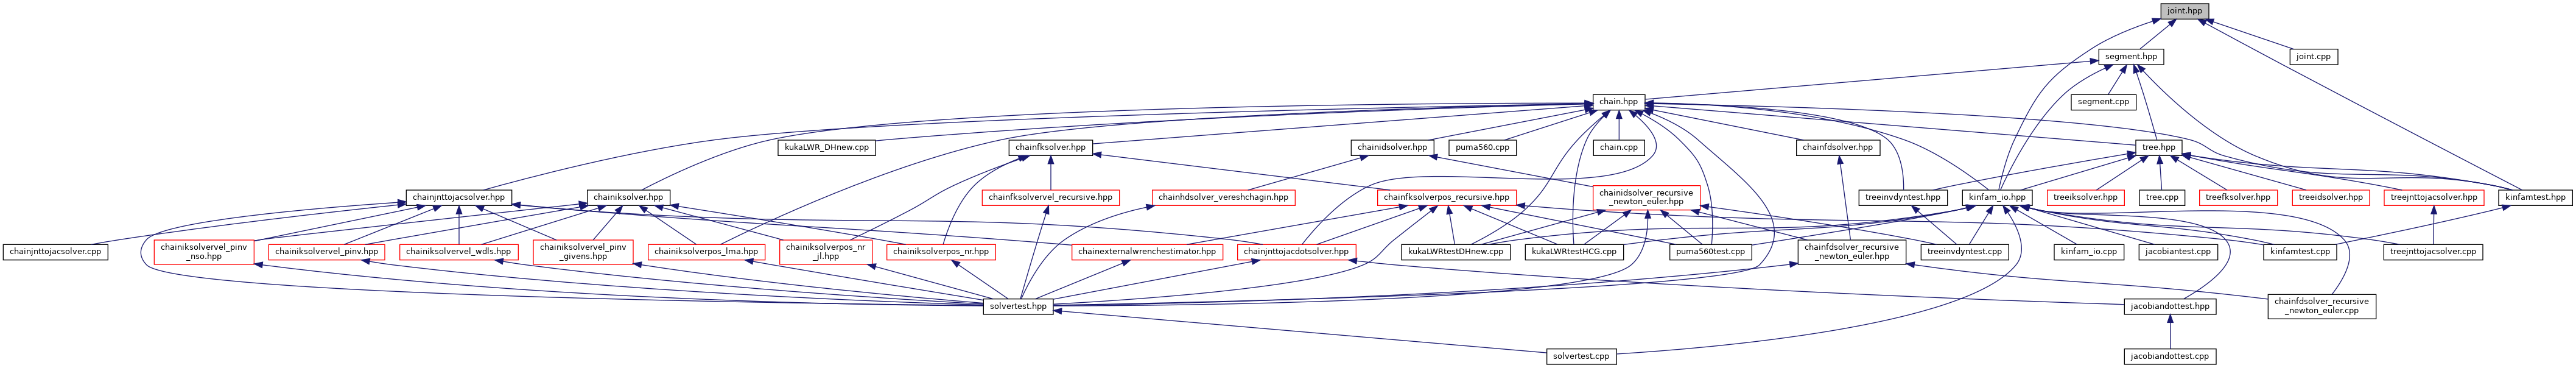 joint.hpp
segment.hpp
joint.cpp
chain.hpp
segment.cpp
kukaLWR_DHnew.cpp
chainfksolver.hpp
chainidsolver.hpp
puma560.cpp
chain.cpp
chainfdsolver.hpp
tree.hpp
chainjnttojacsolver.hpp
chainiksolver.hpp
chainfksolvervel_recursive.hpp
chainhdsolver_vereshchagin.hpp
chainfksolverpos_recursive.hpp
chainidsolver_recursive
_newton_euler.hpp
treeinvdyntest.hpp
kinfam_io.hpp
treeiksolver.hpp
tree.cpp
treefksolver.hpp
treeidsolver.hpp
treejnttojacsolver.hpp
kinfamtest.hpp
chainjnttojacsolver.cpp
chainiksolvervel_pinv
_nso.hpp
chainiksolvervel_pinv.hpp
chainiksolvervel_wdls.hpp
chainiksolvervel_pinv
_givens.hpp
chainiksolverpos_lma.hpp
chainiksolverpos_nr
_jl.hpp
chainiksolverpos_nr.hpp
chainexternalwrenchestimator.hpp
chainjnttojacdotsolver.hpp
kukaLWRtestDHnew.cpp
kukaLWRtestHCG.cpp
puma560test.cpp
chainfdsolver_recursive
_newton_euler.hpp
treeinvdyntest.cpp
kinfam_io.cpp
jacobiantest.cpp
kinfamtest.cpp
treejnttojacsolver.cpp
solvertest.hpp
jacobiandottest.hpp
chainfdsolver_recursive
_newton_euler.cpp
solvertest.cpp
jacobiandottest.cpp